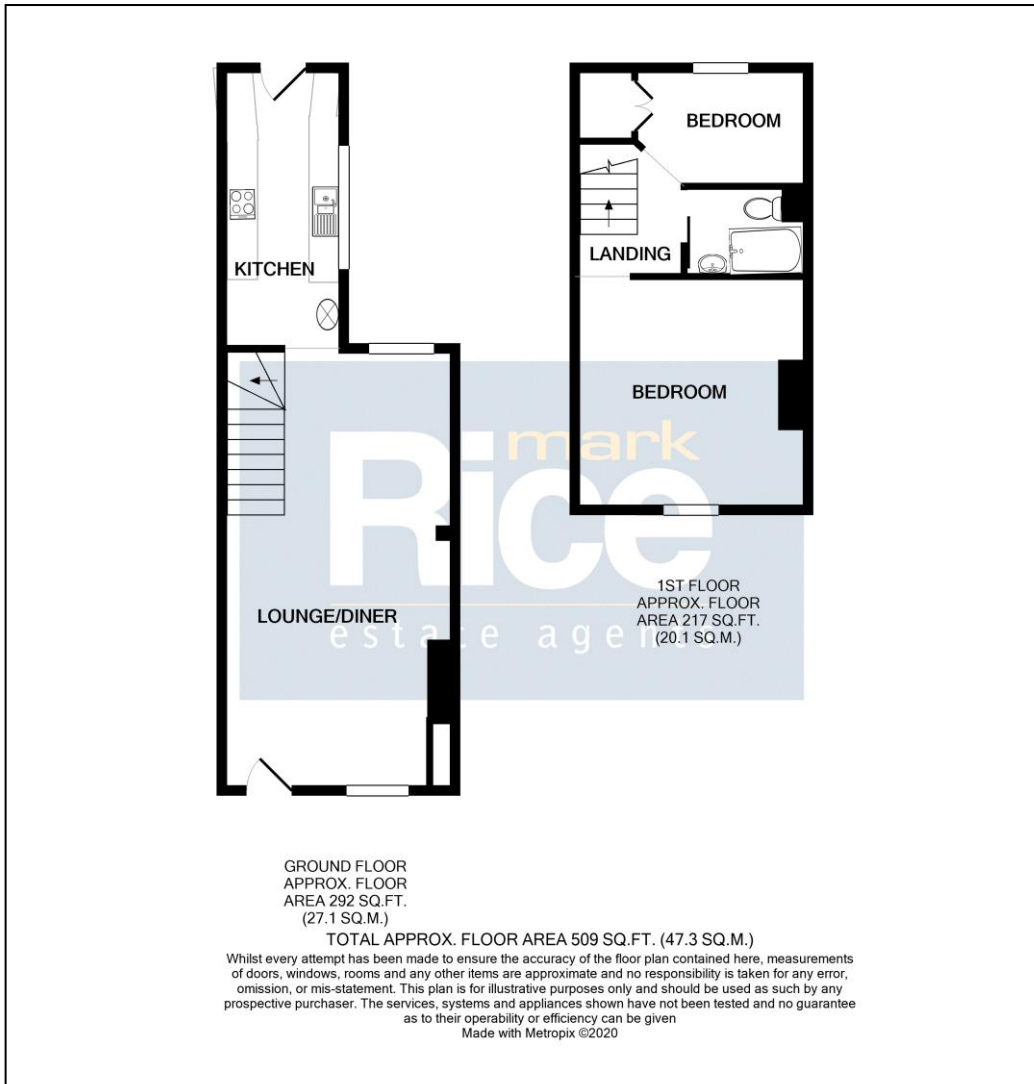 BEDROOM
KITCHEN
LANDING
BEDROOM
mark
Rice
estate agents
LOUNGE/DINER
1ST FLOOR
APPROX. FLOOR
AREA 217 SQ.FT.
(20.1 SQ.M.)
GROUND FLOOR
APPROX. FLOOR
AREA 292 SQ.FT.
(27.1 SQ.M.)
TOTAL APPROX. FLOOR AREA 509 SQ.FT. (47.3 SQ.M.)
Whilst every attempt has been made to ensure the accuracy of the floor plan contained here, measurements
of doors, windows, rooms and any other items are approximate and no responsibility is taken for any error,
omission, or mis-statement. This plan is for illustrative purposes only and should be used as such by any
prospective purchaser. The services, systems and appliances shown have not been tested and no guarantee
as to their operability or efficiency can be given
Made with Metropix ©2020